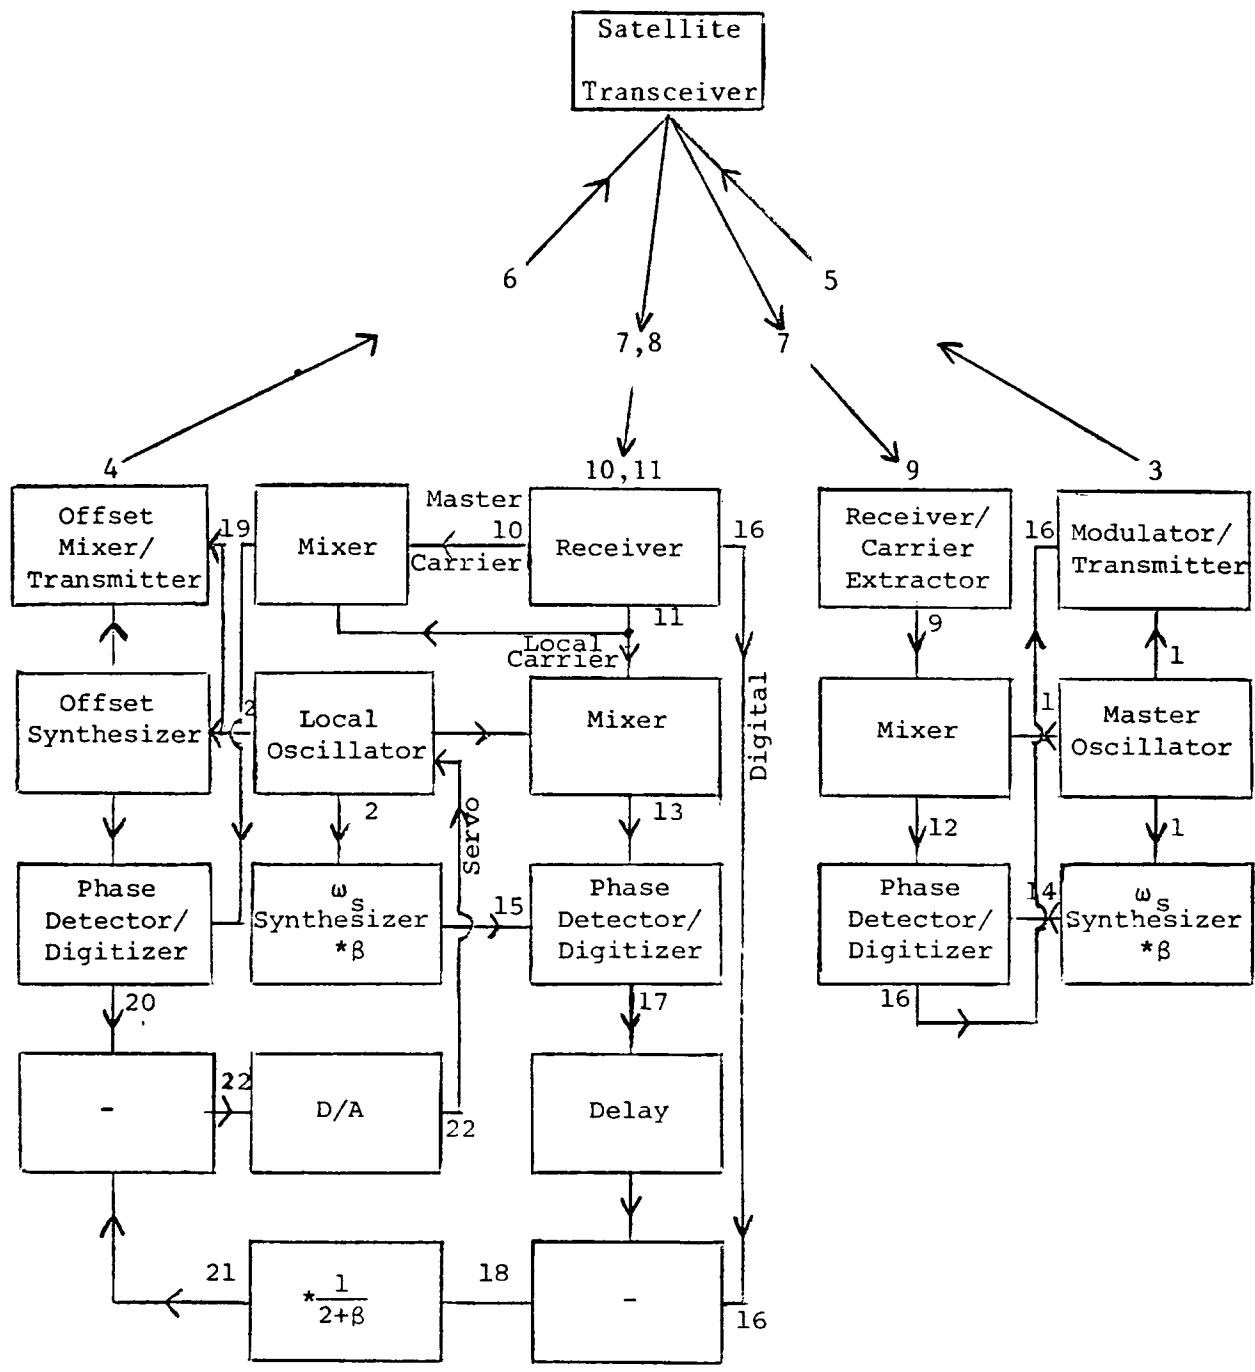 Satellite
Transceiver
6
5
7,8
7
4
10,11
9
3
Offset
Mixer/
Transmitter
19
Mixer
Master
10
Carrier
Receiver
16
Receiver/
Carrier
Extractor
16
Modulator/
Transmitter
11
Local
Carrier
9
1
Offset
Synthesizer
2
Local
Oscillator
Mixer
Digital
Mixer
1
Master
Oscillator
2
Servo
13
12
1
Phase
Detector/
Digitizer
ωs
Synthesizer
*β
15
Phase
Detector/
Digitizer
Phase
Detector/
Digitizer
14
ωs
Synthesizer
*β
20
17
16
-
22
D/A
22
Delay
21
* 1
2+β
18
-
16